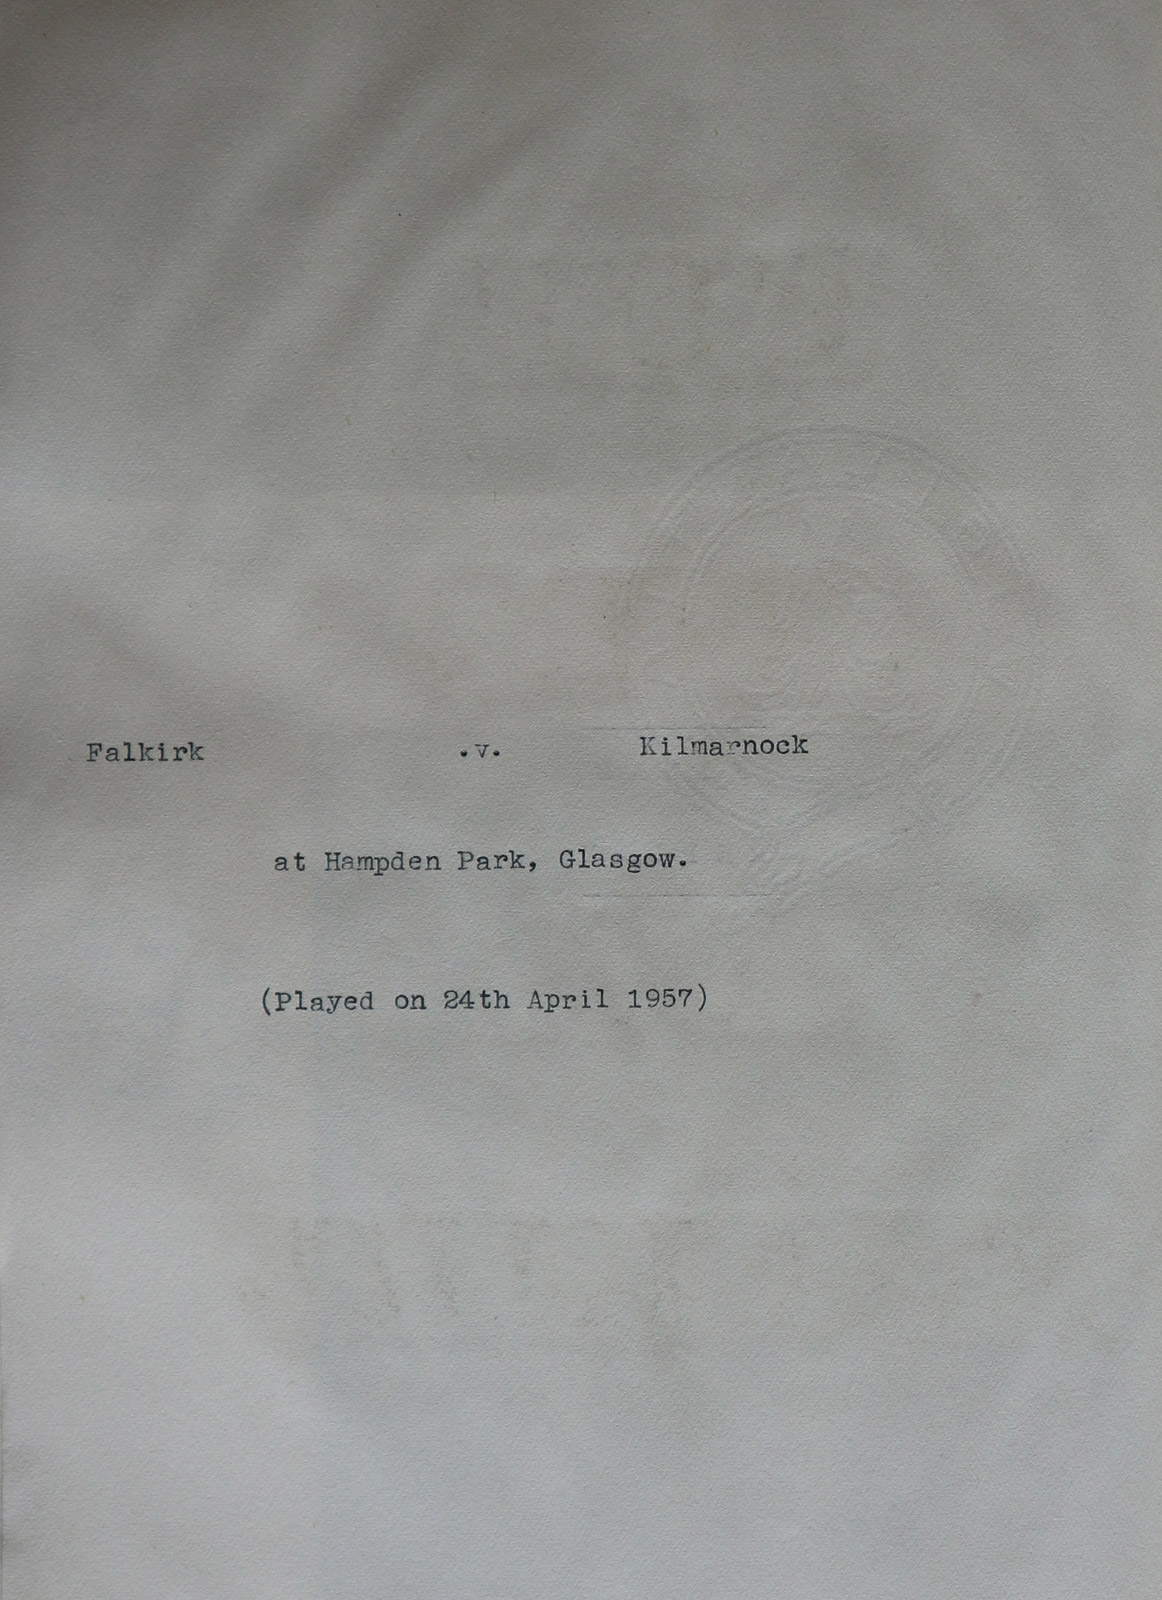 Falkirk .v. Kilmarnock
at Hampden Park, Glasgow.
(Played on 24th April 1957)